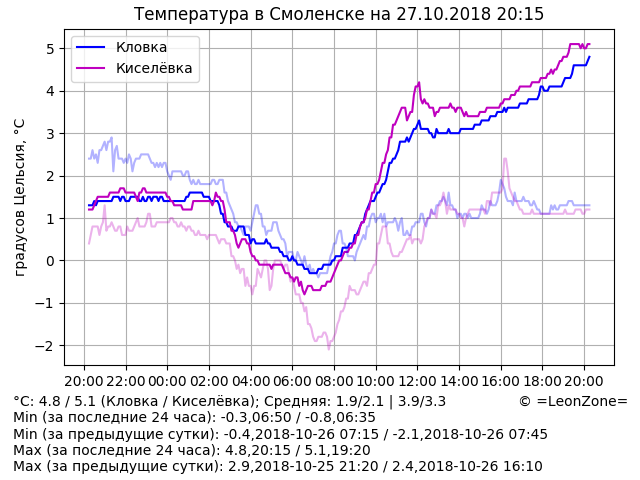 Температура в Смоленске на 27.10.2018 20:15
градусов Цельсия, °C
Кловка
Киселёвка
5
4
3
2
1
0
−1
−2
20:00 22:00 00:00 02:00 04:00 06:00 08:00 10:00 12:00 14:00 16:00 18:00 20:00
°C: 4.8 / 5.1 (Кловка / Киселёвка); Средняя: 1.9/2.1 | 3.9/3.3 © =LeonZone=
Min (за последние 24 часа): -0.3,06:50 / -0.8,06:35
Min (за предыдущие сутки): -0.4,2018-10-26 07:15 / -2.1,2018-10-26 07:45
Max (за последние 24 часа): 4.8,20:15 / 5.1,19:20
Max (за предыдущие сутки): 2.9,2018-10-25 21:20 / 2.4,2018-10-26 16:10